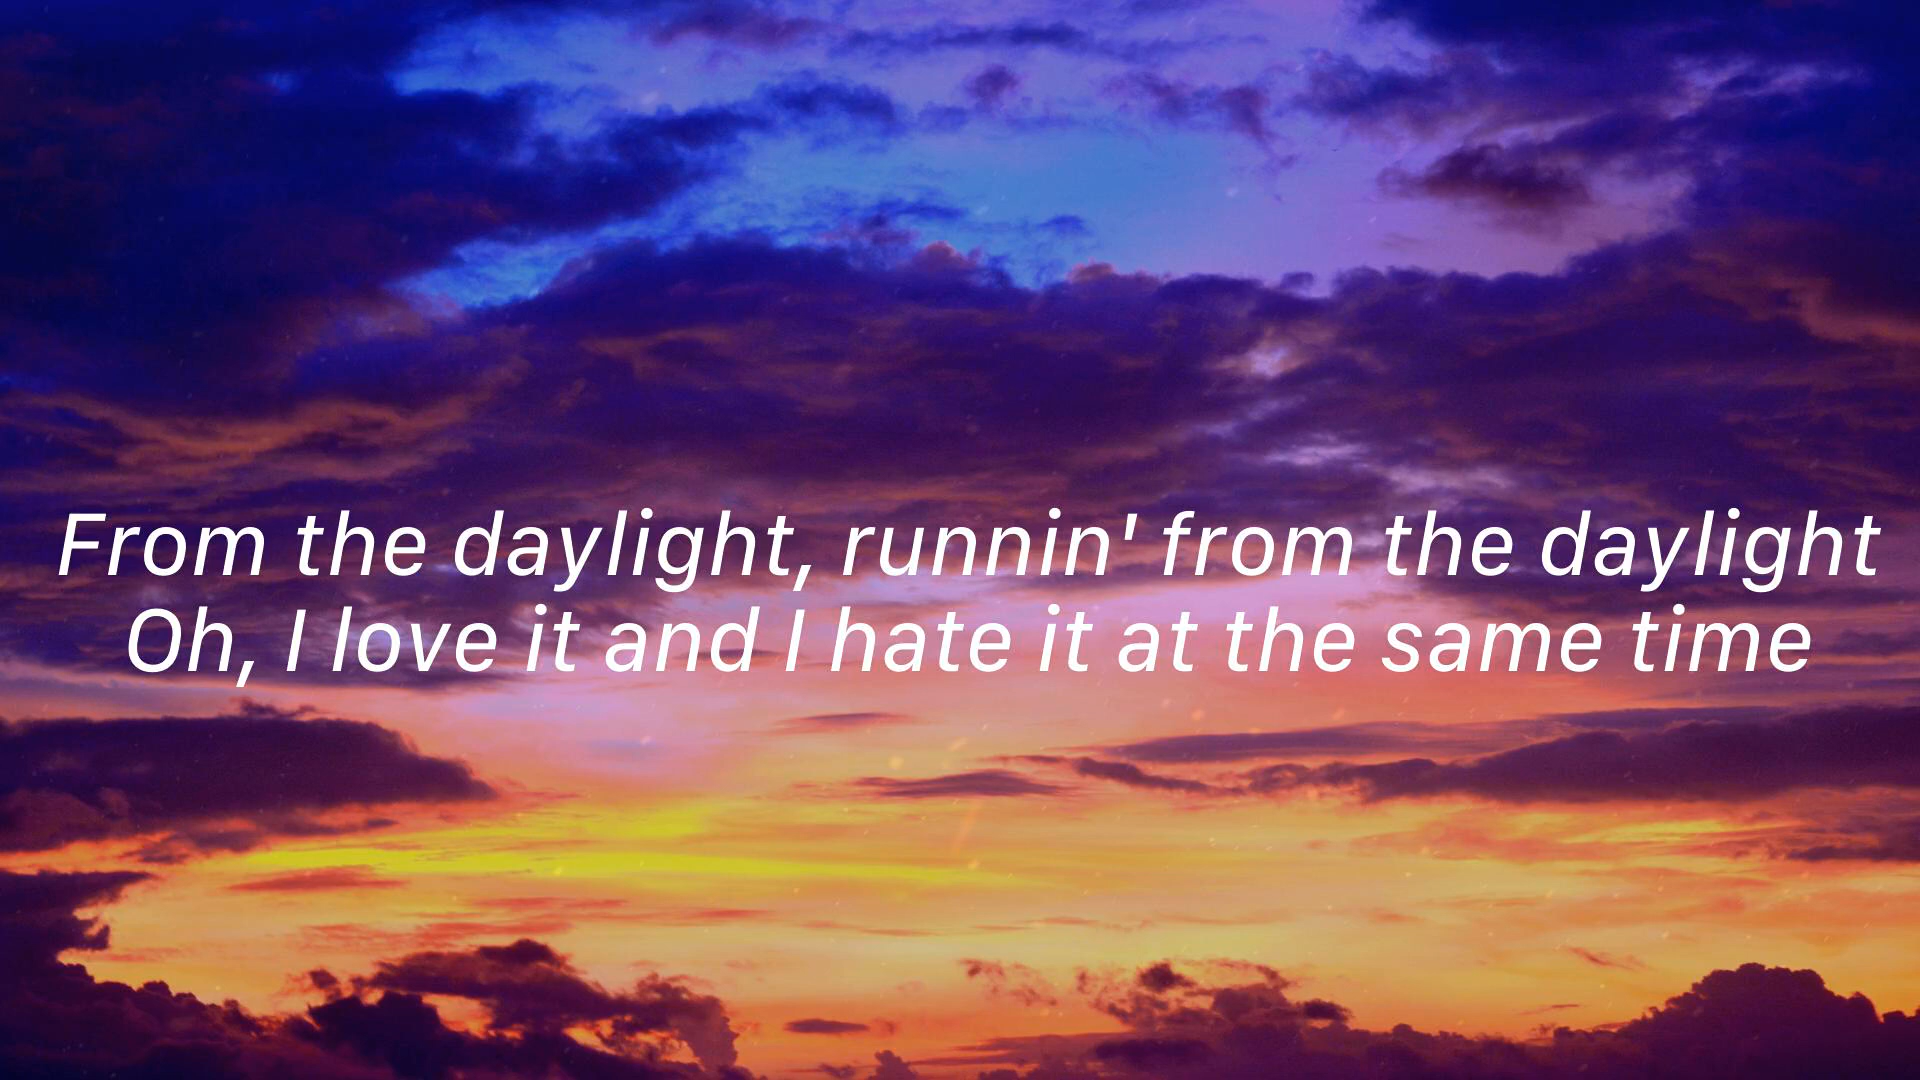 From the daylight, runnin' from the daylight
Oh, I love it and I hate it at the same time